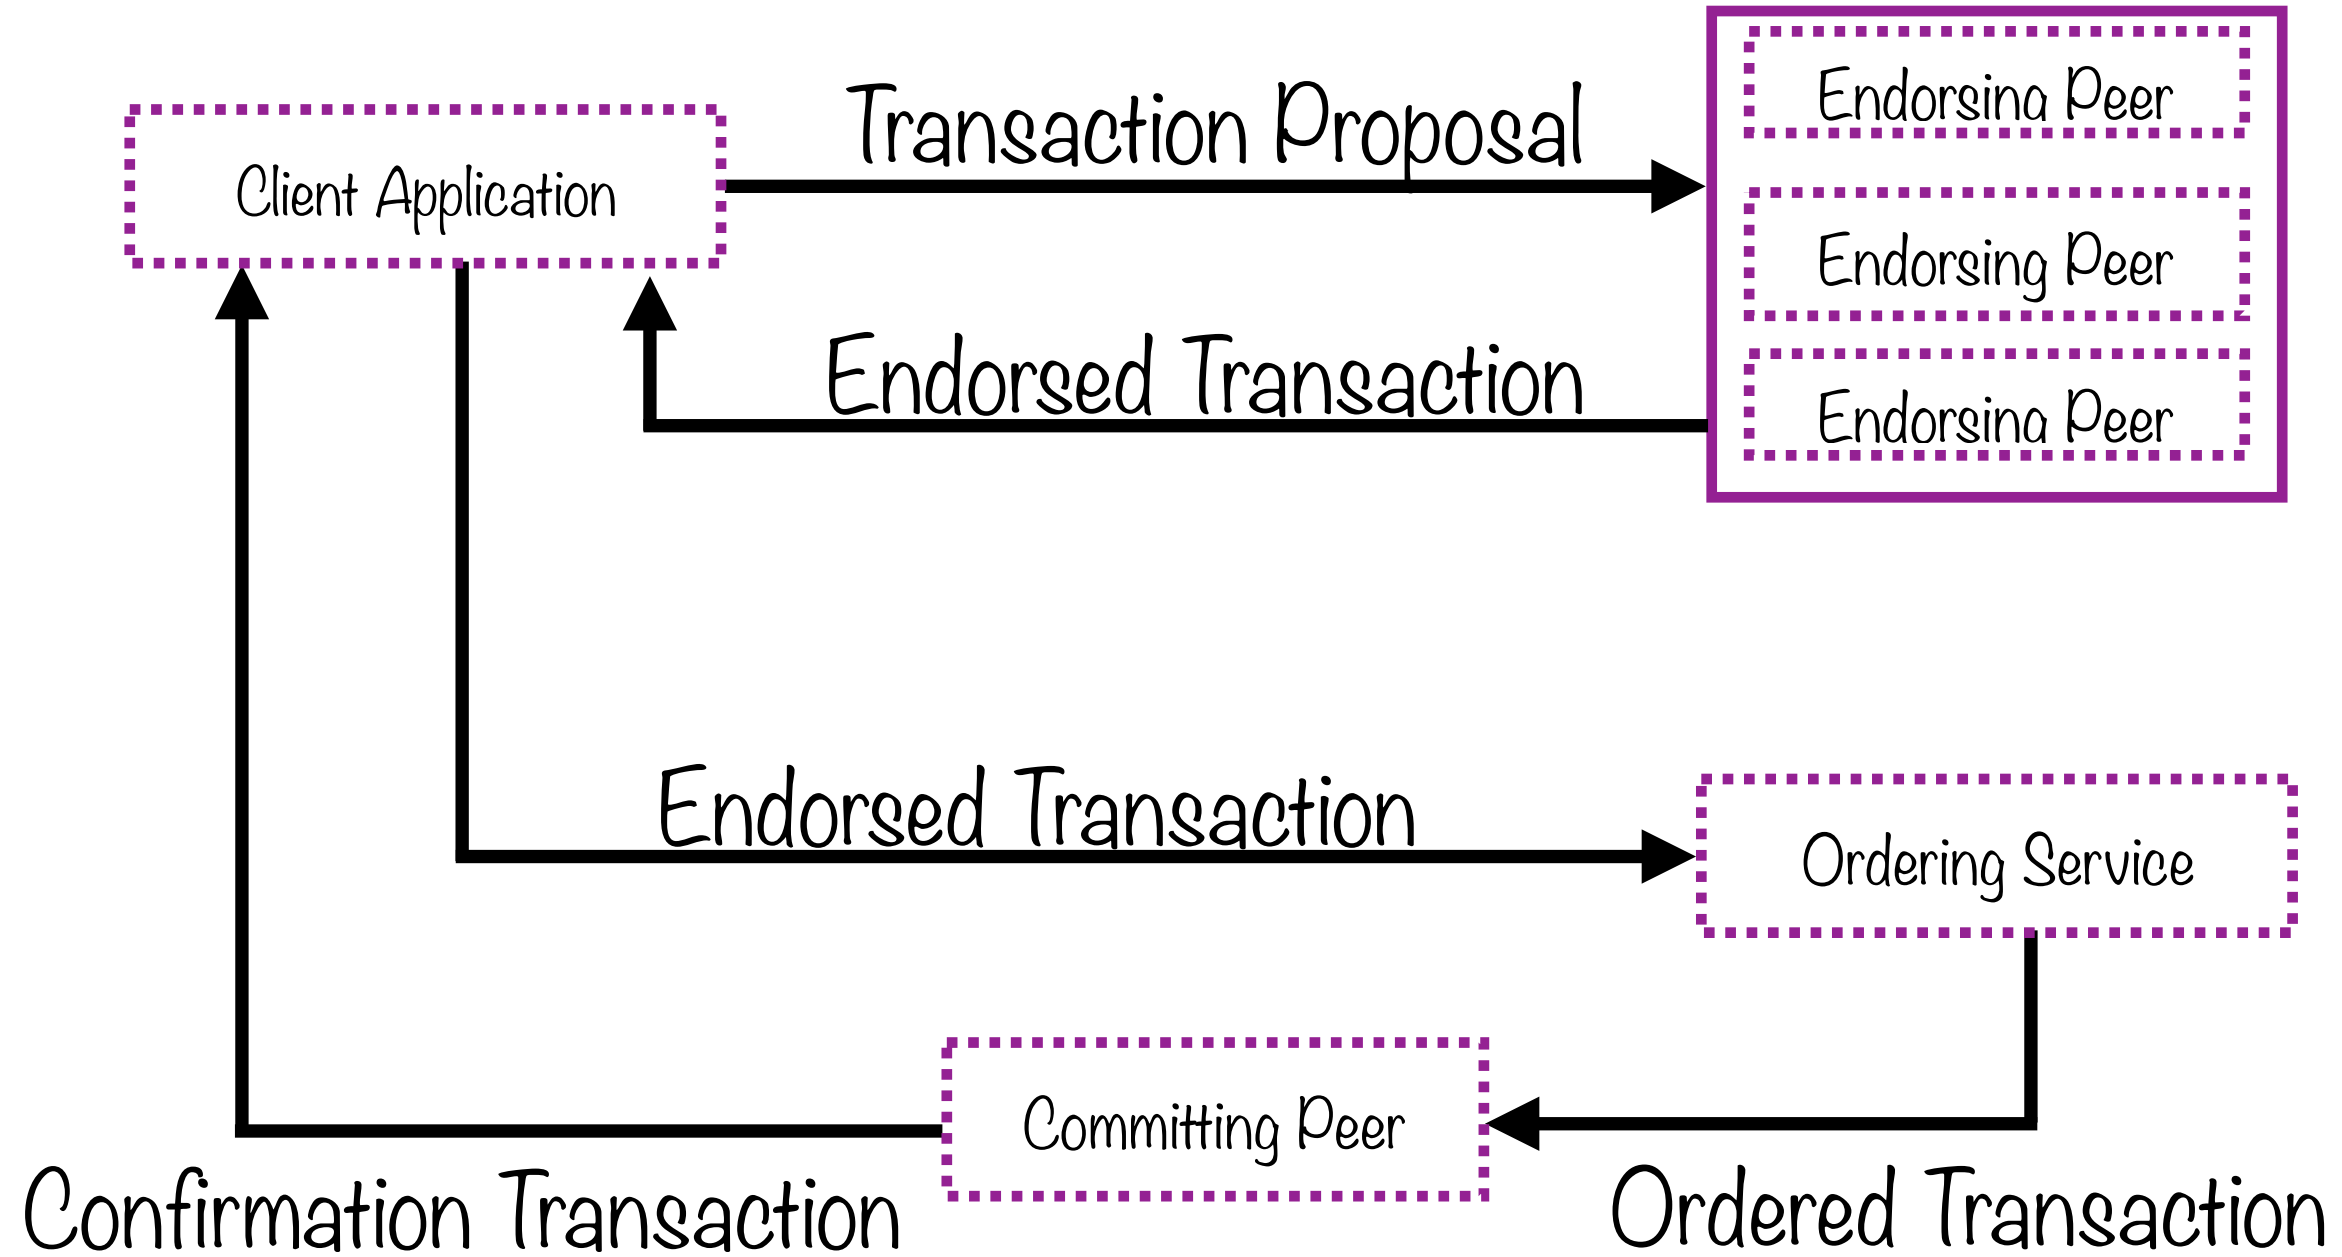 Transaction Proposal
Endorsing Peer
Client Application
Endorsing Peer
Endorsed Transaction
Endorsing Peer
Endorsed Transaction
Ordering Service
Committing Peer
Confirmation Transaction
Ordered Transaction